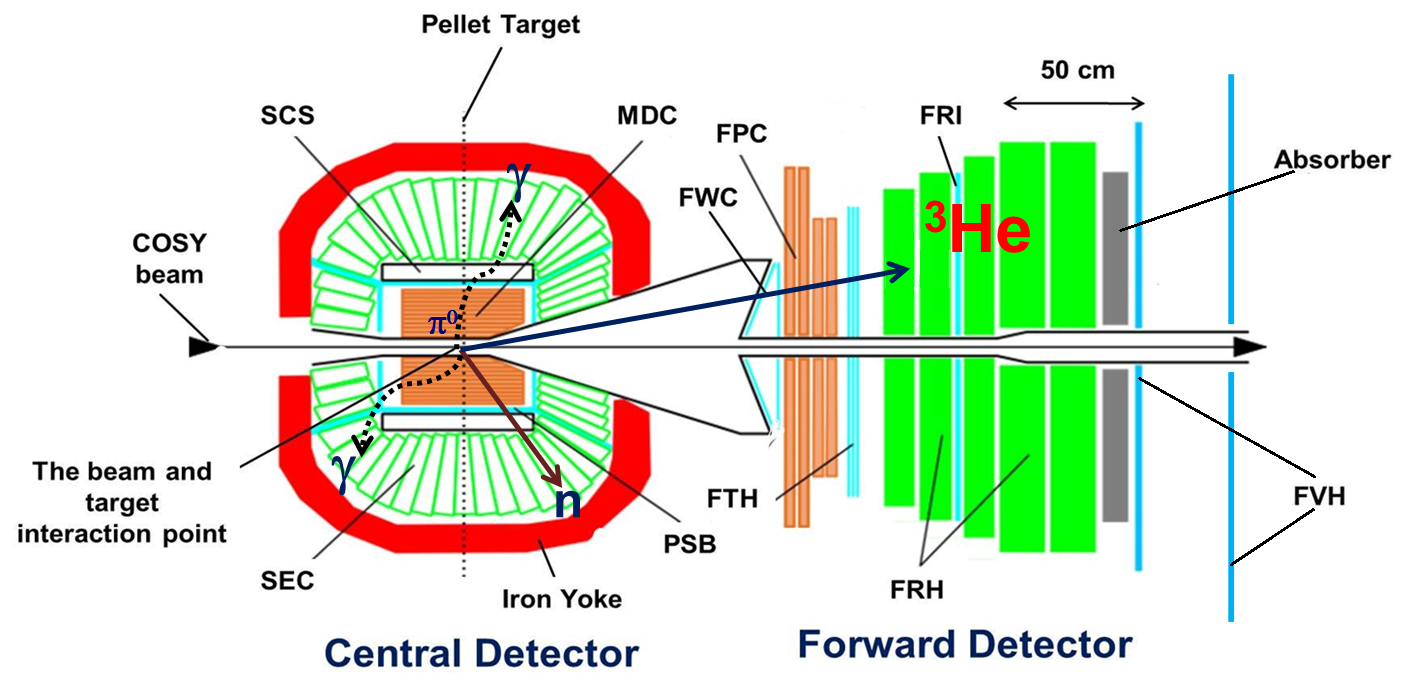 Pellet Target
SCS
MDC
FPC
FWC
FRI
50 cm
Absorber
COSY
beam
γ
³He
π⁰
γ
n
The beam and
target
interaction point
SEC
Iron Yoke
PSB
FTH
FRH
FVH
Central Detector
Forward Detector